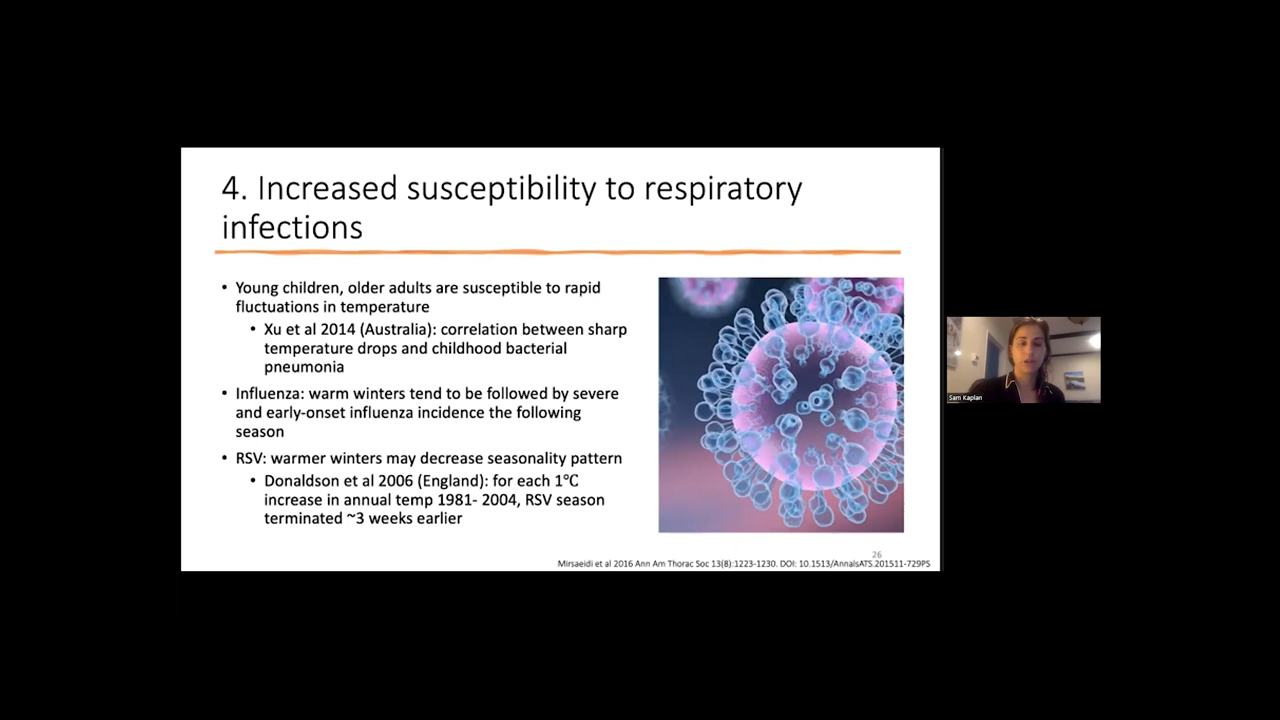 4. Increased susceptibility to respiratory
infections
• Young children, older adults are susceptible to rapid
fluctuations in temperature
• Xu et al 2014 (Australia): correlation between sharp
temperature drops and childhood bacterial
pneumonia
• Influenza: warm winters tend to be followed by severe
and early-onset influenza incidence the following
season
• RSV: warmer winters may decrease seasonality pattern
• Donaldson et al 2006 (England): for each 1℃
increase in annual temp 1981- 2004, RSV season
terminated ~3 weeks earlier
26
Mirsaeidi et al 2016 Ann Am Thorac Soc 13(8):1223-1230. DOI: 10.1513/AnnalsATS.201511-729PS
Sam Kaplan